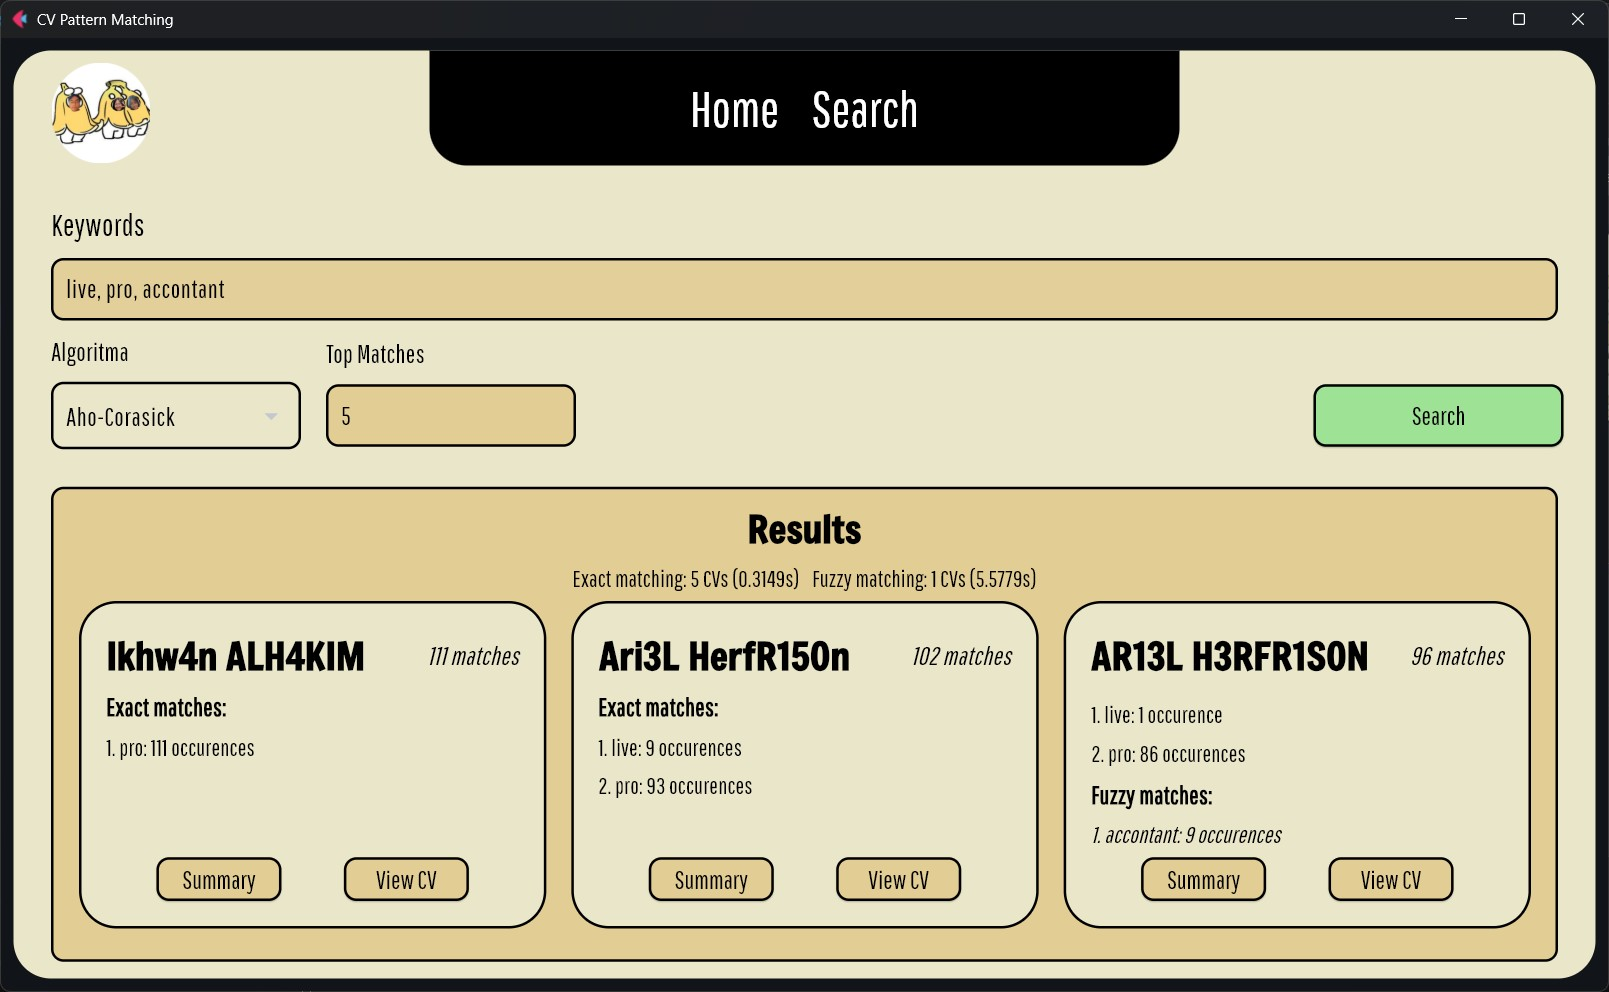 CV Pattern Matching
Home Search
Keywords
live, pro, accontant
Algoritma
Top Matches
Aho-Corasick
5
Search
Results
Exact matching: 5 CVs (0.3149s) Fuzzy matching: 1 CVs (5.5779s)
Ikhw4n ALH4KIM
111 matches
Exact matches:
1. pro: 111 occurences
Summary
View CV
Ari3L HerfR150n
102 matches
Exact matches:
1. live: 9 occurences
2. pro: 93 occurences
Summary
View CV
AR13L H3RFR1S0N
96 matches
1. live: 1 occurence
2. pro: 86 occurences
Fuzzy matches:
1. accontant: 9 occurences
Summary
View CV